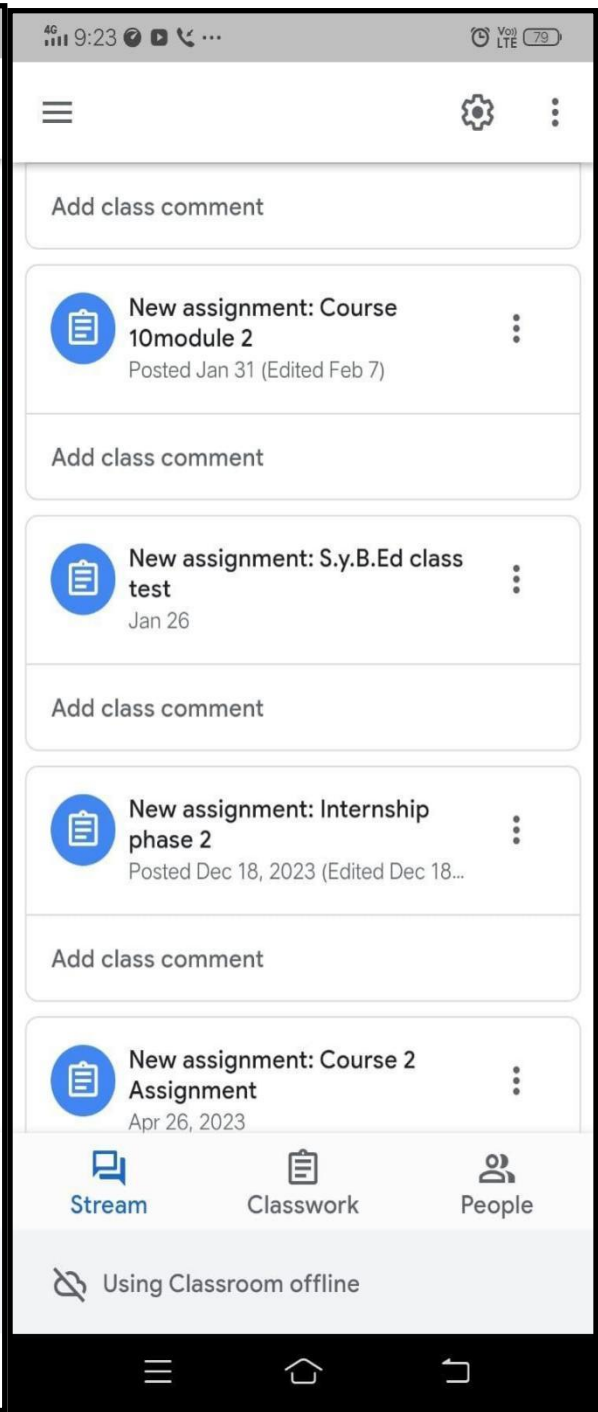 4G 9:23 ... Vo)) LTE 79
Add class comment
New assignment: Course
10module 2
Posted Jan 31 (Edited Feb 7)
Add class comment
New assignment: S.y.B.Ed class
test
Jan 26
Add class comment
New assignment: Internship
phase 2
Posted Dec 18, 2023 (Edited Dec 18...
Add class comment
New assignment: Course 2
Assignment
Apr 26, 2023
Stream Classwork People
Using Classroom offline